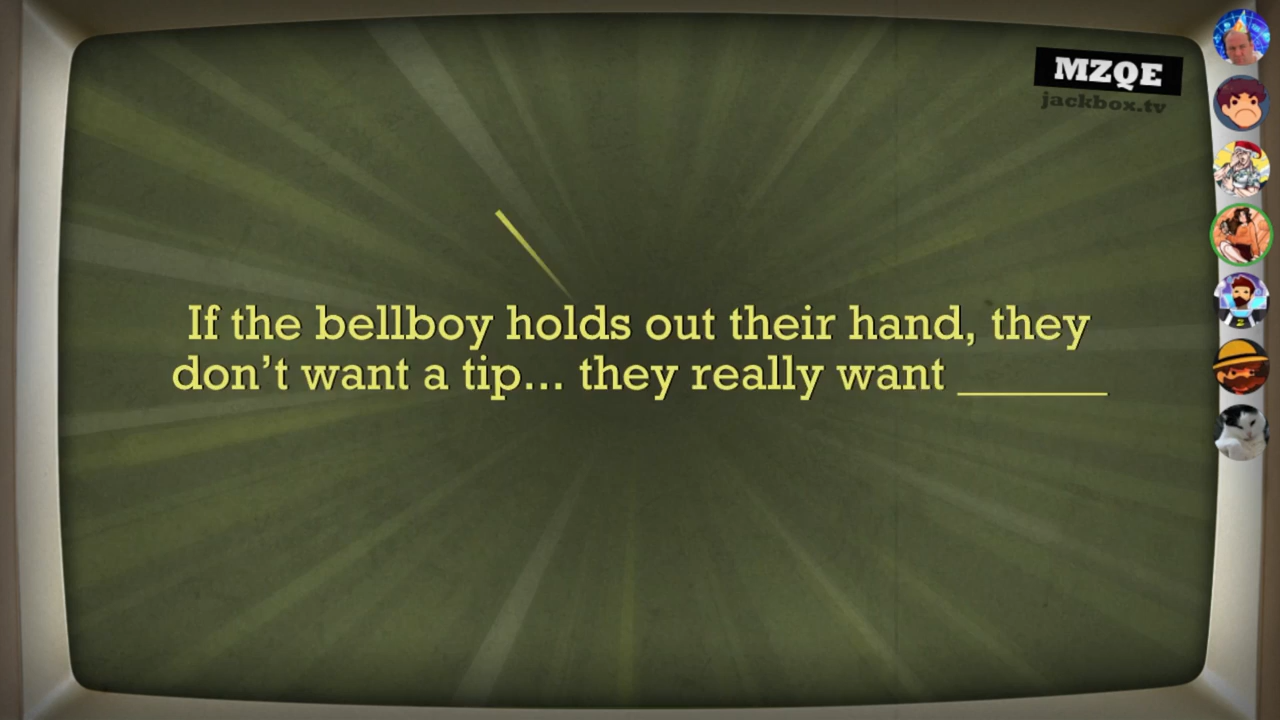 MZQE
jackbox.tv
If the bellboy holds out their hand, they
don’t want a tip... they really want _______